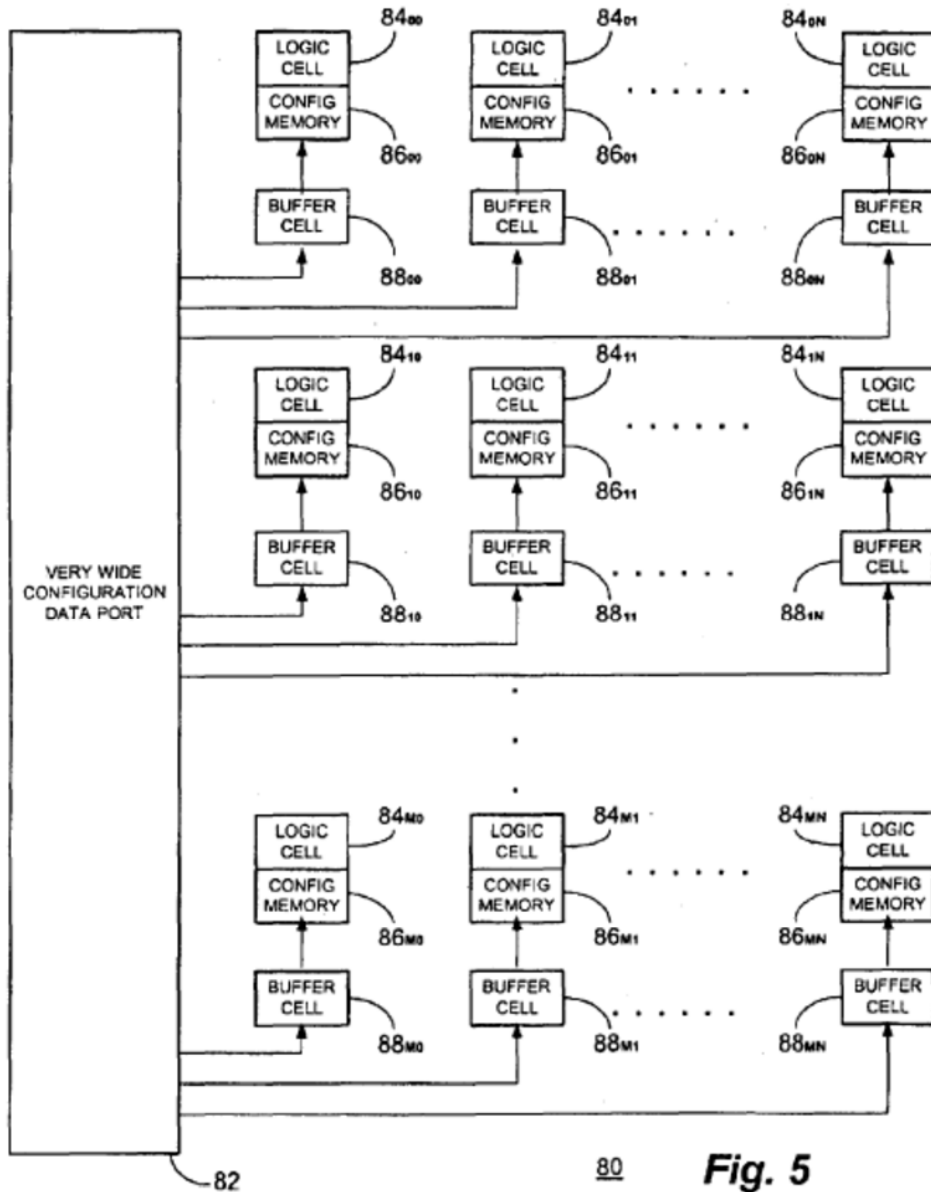 84₀₀ 84₀₁ 84₀N
LOGIC CELL LOGIC CELL LOGIC CELL
CONFIG MEMORY CONFIG MEMORY CONFIG MEMORY
86₀₀ 86₀₁ 86₀N
BUFFER CELL BUFFER CELL BUFFER CELL
88₀₀ 88₀₁ 88₀N
84₁₀ 84₁₁ 84₁N
LOGIC CELL LOGIC CELL LOGIC CELL
CONFIG MEMORY CONFIG MEMORY CONFIG MEMORY
86₁₀ 86₁₁ 86₁N
VERY WIDE
CONFIGURATION
DATA PORT
BUFFER CELL BUFFER CELL BUFFER CELL
88₁₀ 88₁₁ 88₁N
84M0 84M1 84MN
LOGIC CELL LOGIC CELL LOGIC CELL
CONFIG MEMORY CONFIG MEMORY CONFIG MEMORY
86M0 86M1 86MN
BUFFER CELL BUFFER CELL BUFFER CELL
88M0 88M1 88MN
82
80 Fig. 5